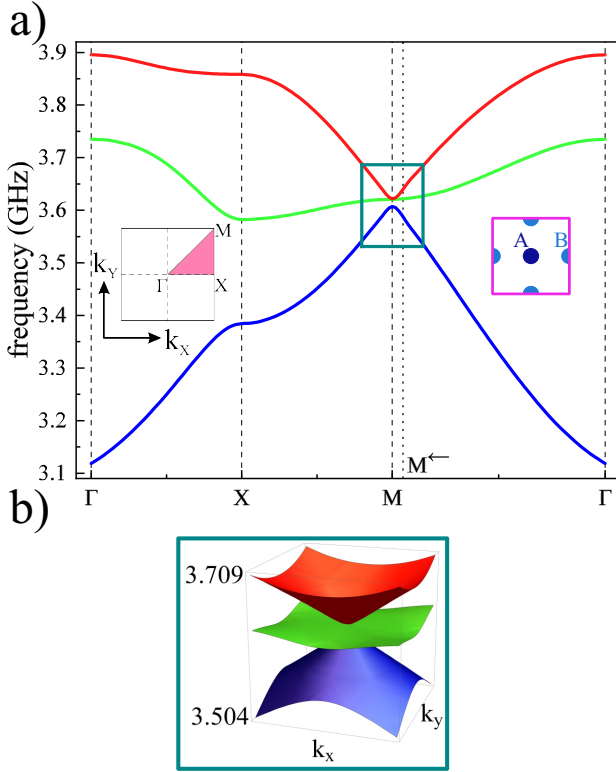 a)
frequency (GHz)
3.9
3.8
3.7
3.6
3.5
3.4
3.3
3.2
3.1
M
k_Y
Γ
X
k_X
A
B
M←
Γ
X
M
Γ
b)
3.709
3.504
k_x
k_y